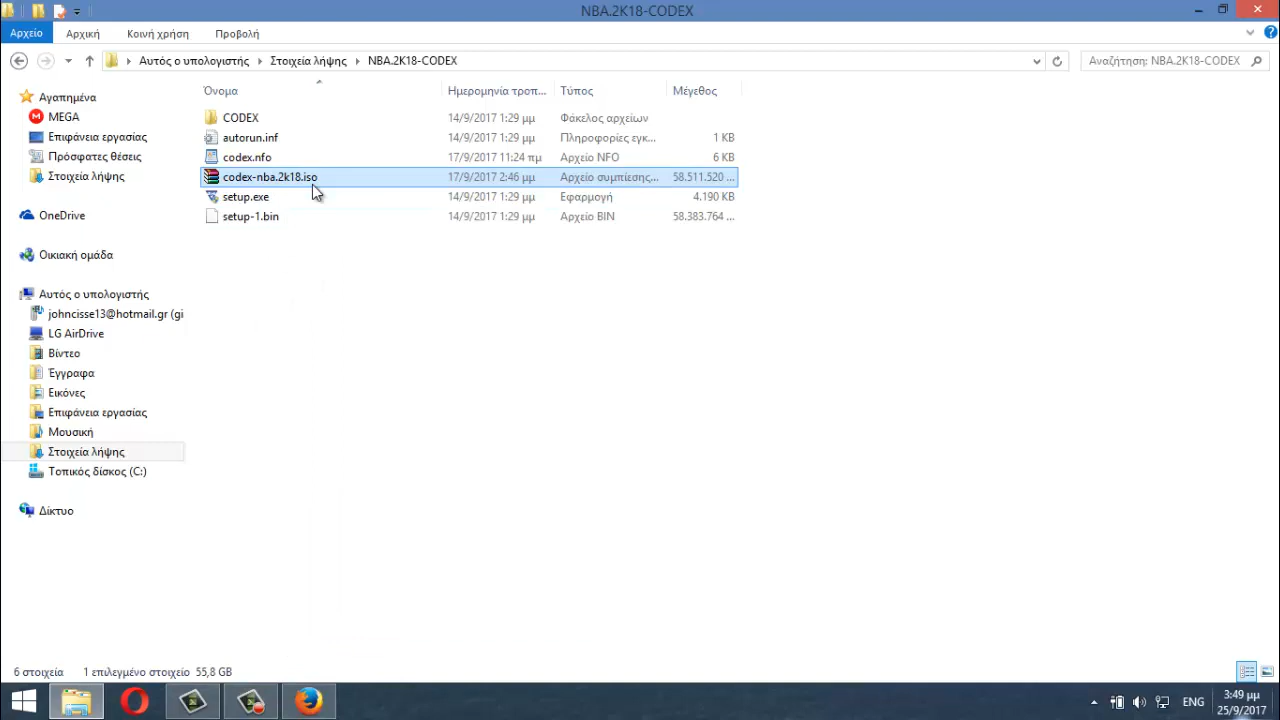 NBA.2K18-CODEX
Αρχείο Αρχική Κοινή χρήση Προβολή
Αυτός ο υπολογιστής Στοιχεία λήψης NBA.2K18-CODEX
Αναζήτηση: NBA.2K18-CODEX
Όνομα Ημερομηνία τροπ... Τύπος Μέγεθος
CODEX 14/9/2017 1:29 μμ Φάκελος αρχείων
autorun.inf 14/9/2017 1:29 μμ Πληροφορίες εγκ... 1 KB
codex.nfo 17/9/2017 11:24 πμ Αρχείο NFO 6 KB
codex-nba.2k18.iso 17/9/2017 2:46 μμ Αρχείο συμπίεσης... 58.511.520 ...
setup.exe 14/9/2017 1:29 μμ Εφαρμογή 4.190 KB
setup-1.bin 14/9/2017 1:29 μμ Αρχείο BIN 58.383.764 ...
Αγαπημένα
MEGA
Επιφάνεια εργασίας
Πρόσφατες θέσεις
Στοιχεία λήψης
OneDrive
Οικιακή ομάδα
Αυτός ο υπολογιστής
johncisse13@hotmail.gr (gi
LG AirDrive
Βίντεο
Έγγραφα
Εικόνες
Επιφάνεια εργασίας
Μουσική
Στοιχεία λήψης
Τοπικός δίσκος (C:)
Δίκτυο
6 στοιχεία 1 επιλεγμένο στοιχείο 55,8 GB
ENG
3:49 μμ
25/9/2017